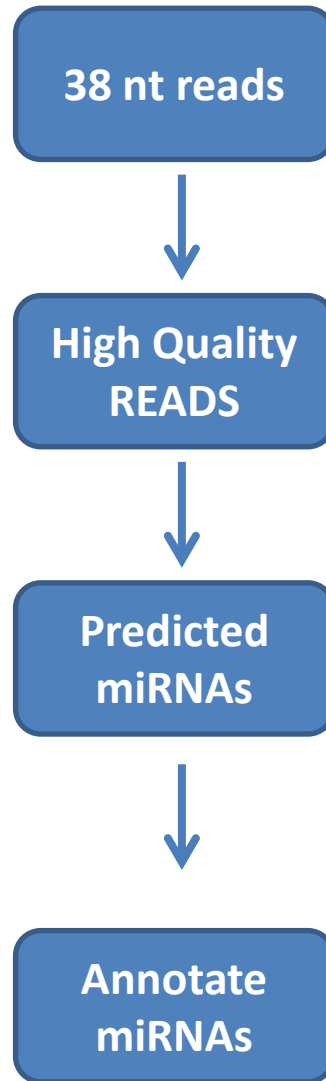 38 nt reads
High Quality
READS
Predicted
miRNAs
Annotate
miRNAs